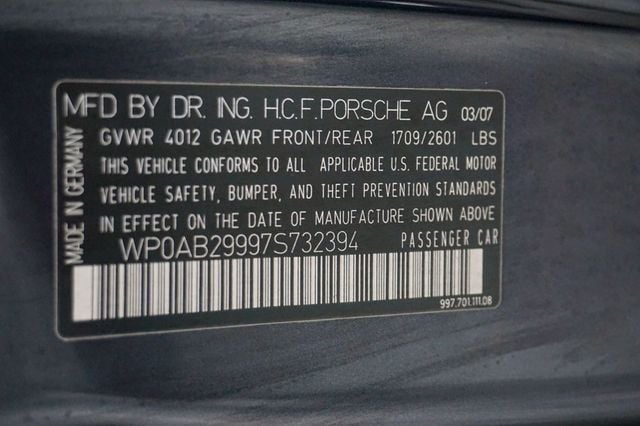 MFD BY DR. ING. H.C.F. PORSCHE AG 03/07
GVWR 4012 GAWR FRONT/REAR 1709/2601 LBS
THIS VEHICLE CONFORMS TO ALL APPLICABLE U.S. FEDERAL MOTOR
VEHICLE SAFETY, BUMPER, AND THEFT PREVENTION STANDARDS
IN EFFECT ON THE DATE OF MANUFACTURE SHOWN ABOVE
WP0AB29997S732394 PASSENGER CAR
997.701.111.08
MADE IN GERMANY